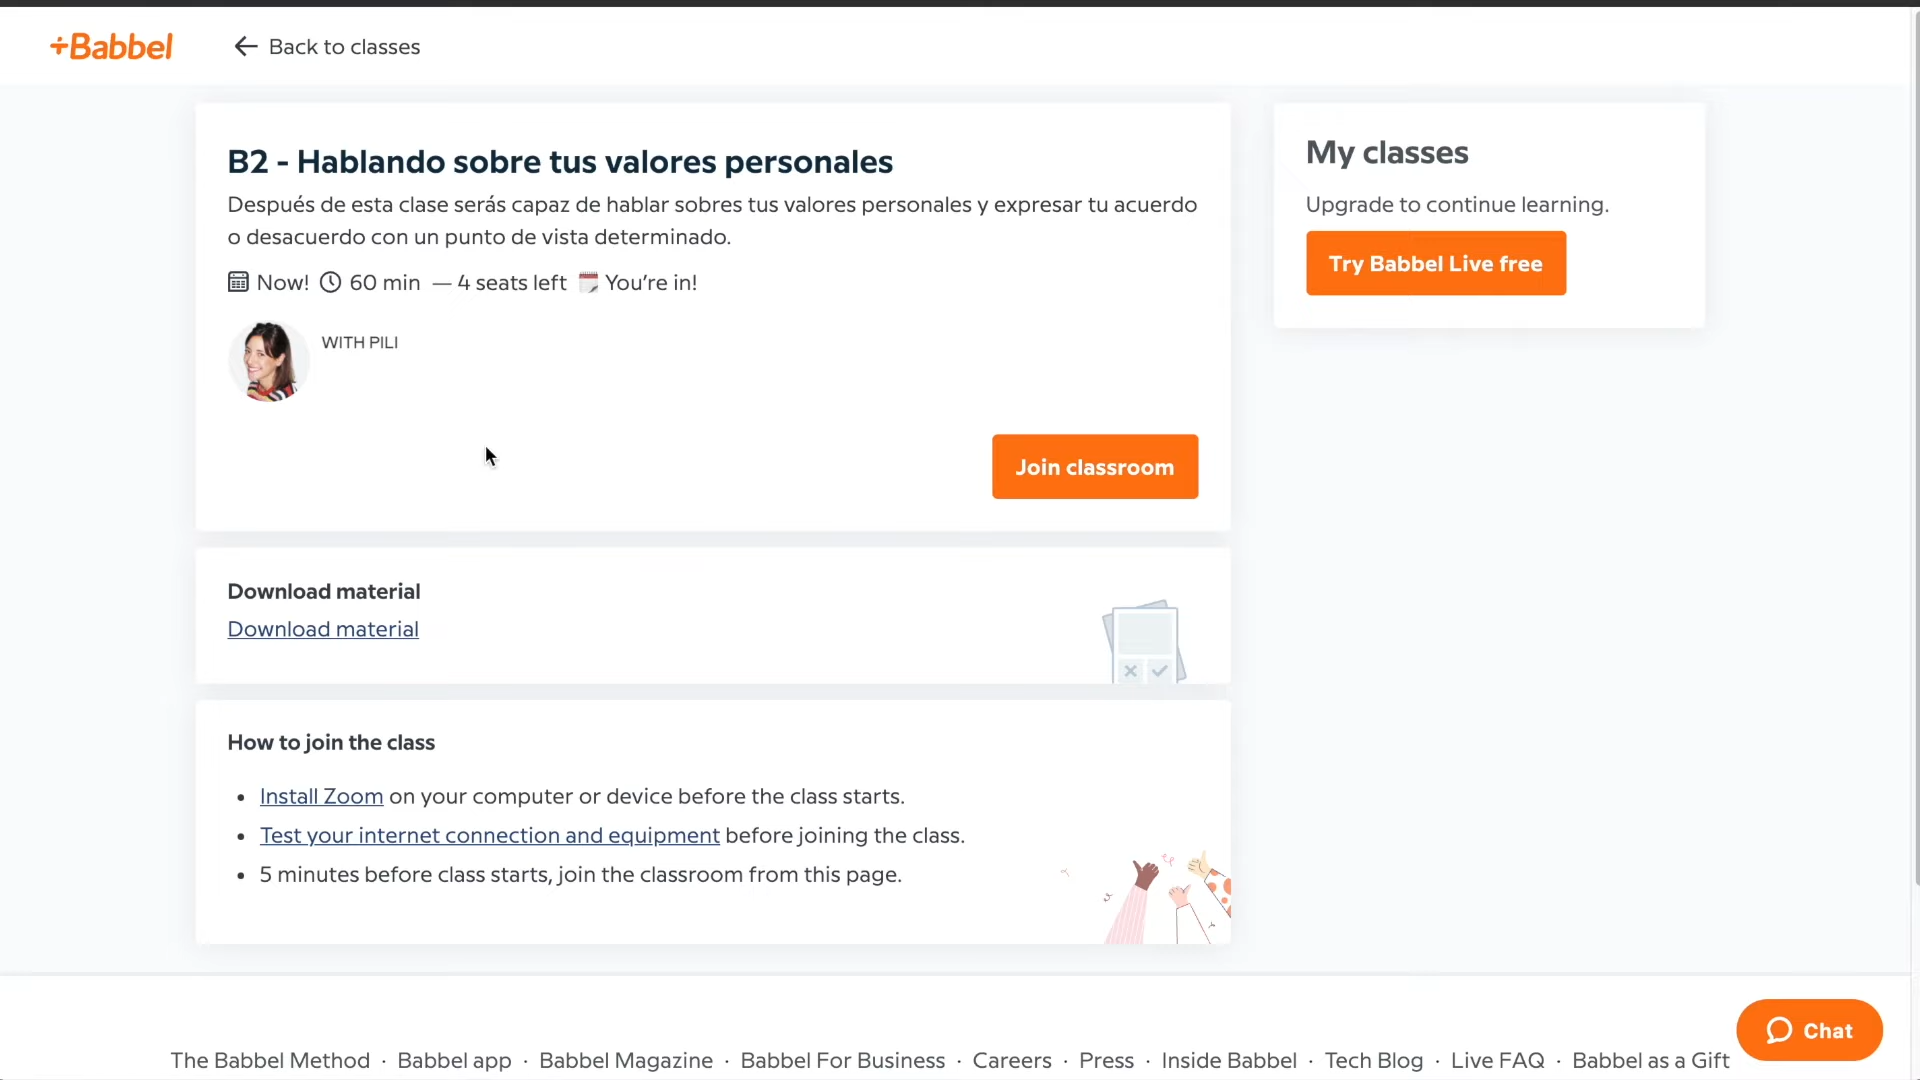 +Babbel
Back to classes
B2 - Hablando sobre tus valores personales
Después de esta clase serás capaz de hablar sobres tus valores personales y expresar tu acuerdo
o desacuerdo con un punto de vista determinado.
Now! 60 min — 4 seats left You’re in!
WITH PILI
Join classroom
My classes
Upgrade to continue learning.
Try Babbel Live free
Download material
Download material
How to join the class
• Install Zoom on your computer or device before the class starts.
• Test your internet connection and equipment before joining the class.
• 5 minutes before class starts, join the classroom from this page.
Chat
The Babbel Method · Babbel app · Babbel Magazine · Babbel For Business · Careers · Press · Inside Babbel · Tech Blog · Live FAQ · Babbel as a Gift